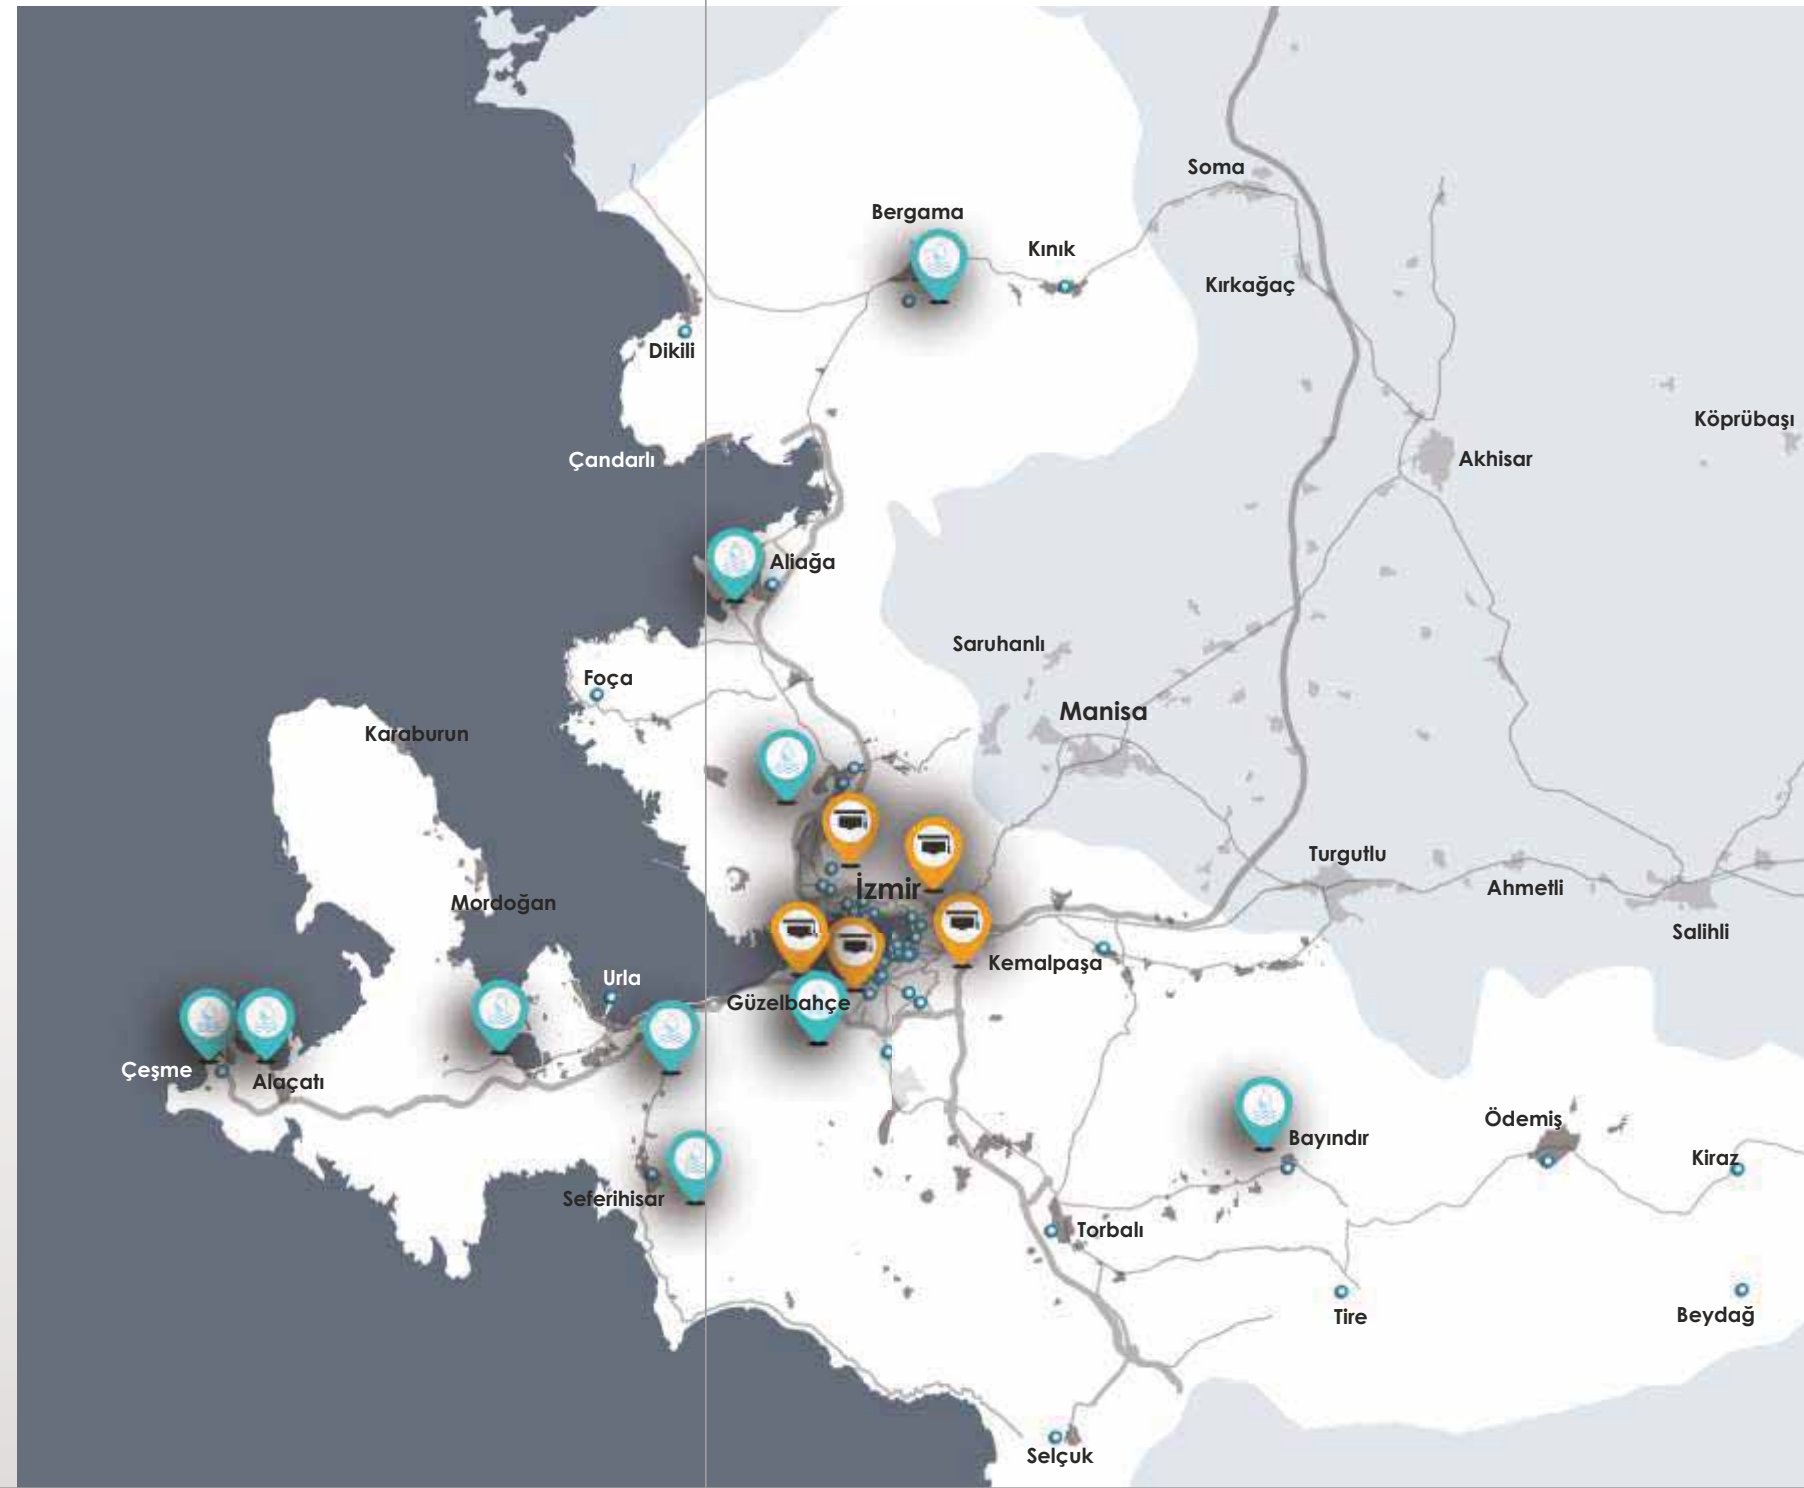 Soma
Bergama
Kınık
Kırkağaç
Dikili
Köprübaşı
Çandarlı
Akhisar
Aliağa
Saruhanlı
Foça
Manisa
Karaburun
Turgutlu
İzmir
Ahmetli
Mordoğan
Salihli
Kemalpaşa
Urla
Güzelbahçe
Çeşme
Alaçatı
Ödemiş
Bayındır
Kiraz
Seferihisar
Torbalı
Tire
Beydağ
Selçuk